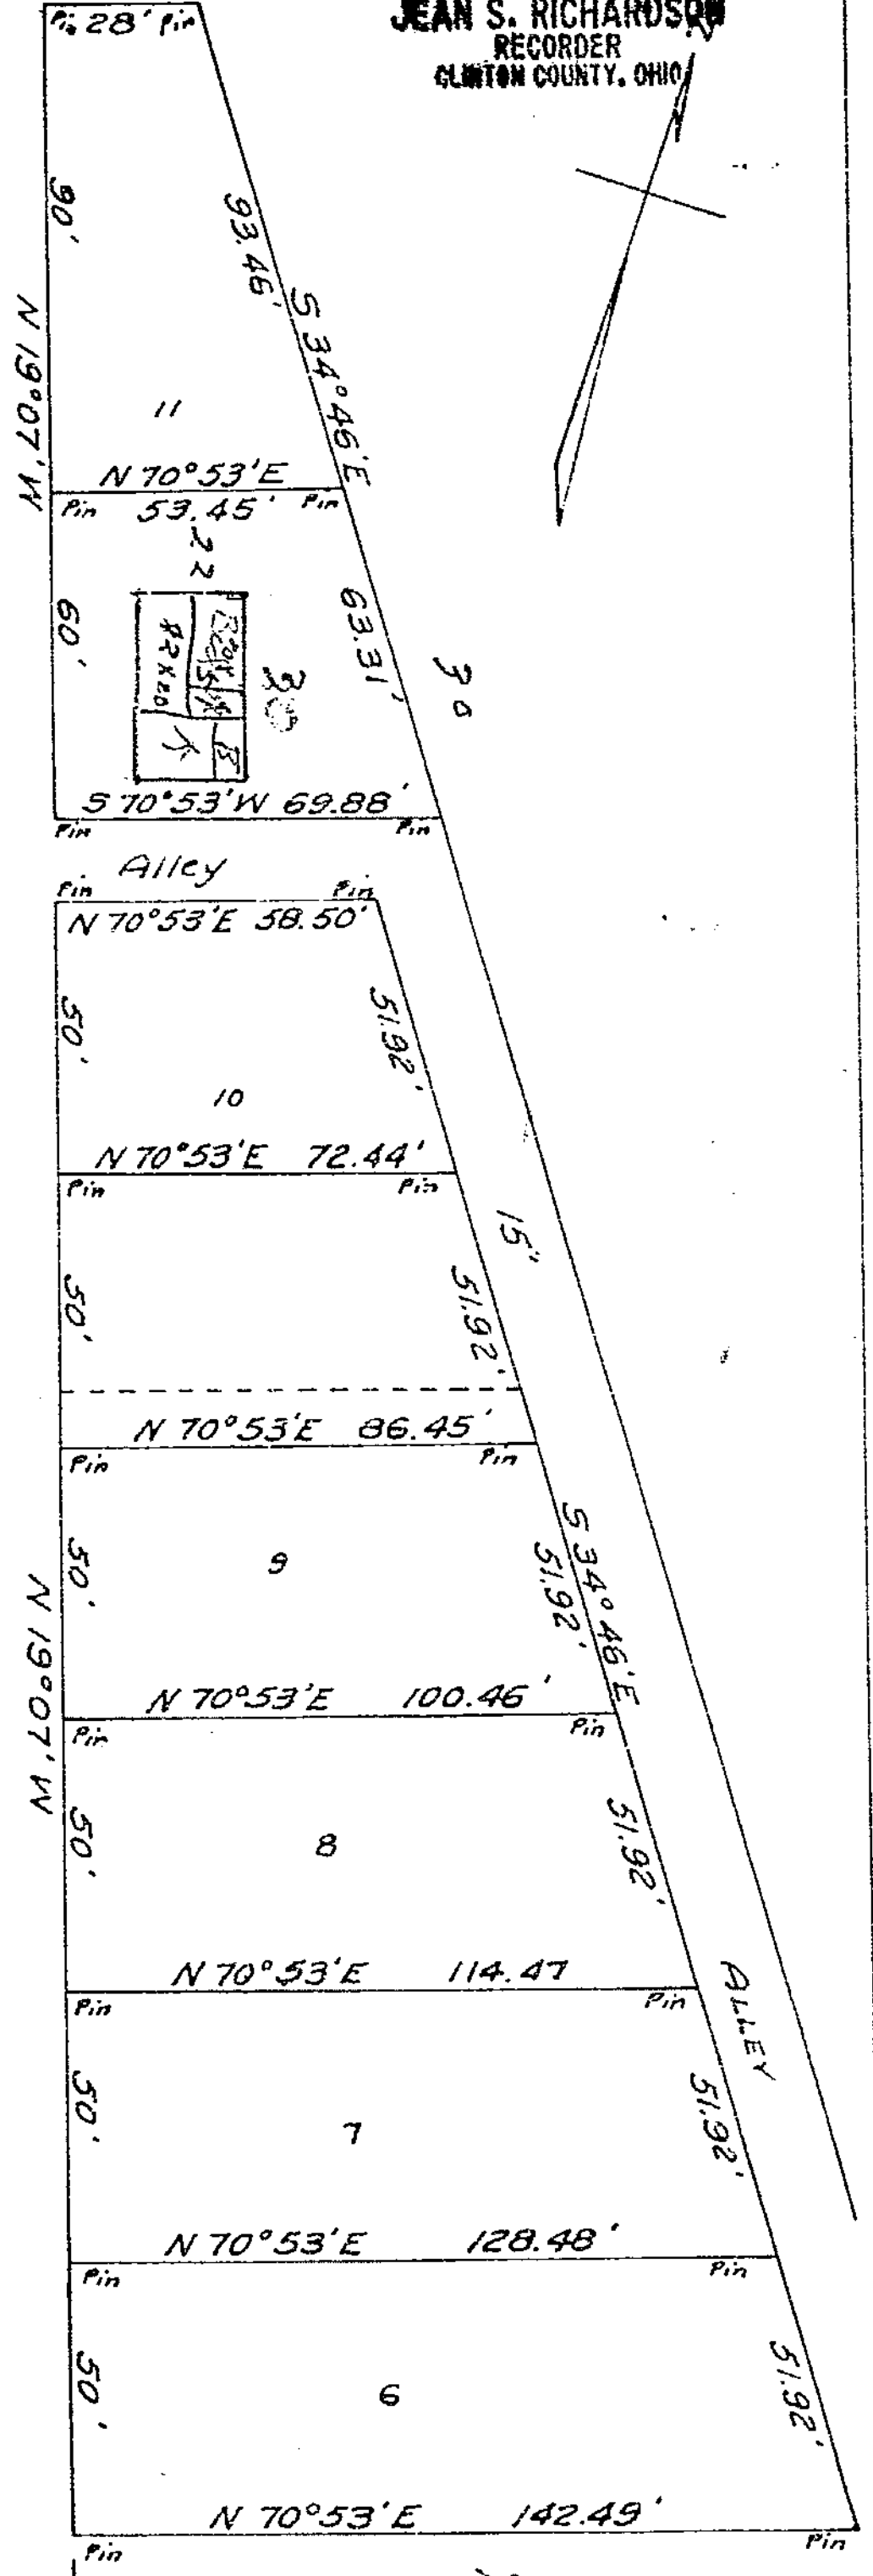 JEAN S. RICHARDSON
RECORDER
CLINTON COUNTY, OHIO
N
Pin 28' Pin
90'
93.46'
N 19°07' W
S 34°46' E
11
N 70°53' E
Pin 53.45' Pin
22
60'
63.31'
30
30
S 70°53' W 69.88'
Pin Pin
Alley
Pin Pin
N 70°53' E 58.50'
50'
51.92'
10
N 70°53' E 72.44'
Pin Pin
15"
50'
51.92'
N 70°53' E 86.45'
Pin Pin
S 34°46' E
50'
9
51.92'
N 19°07' W
N 70°53' E 100.46'
Pin Pin
50'
8
51.92'
N 70°53' E 114.47
Pin Pin
ALLEY
50'
7
51.92'
N 70°53' E 128.48'
Pin Pin
50'
6
51.92'
N 70°53' E 142.49'
Pin Pin